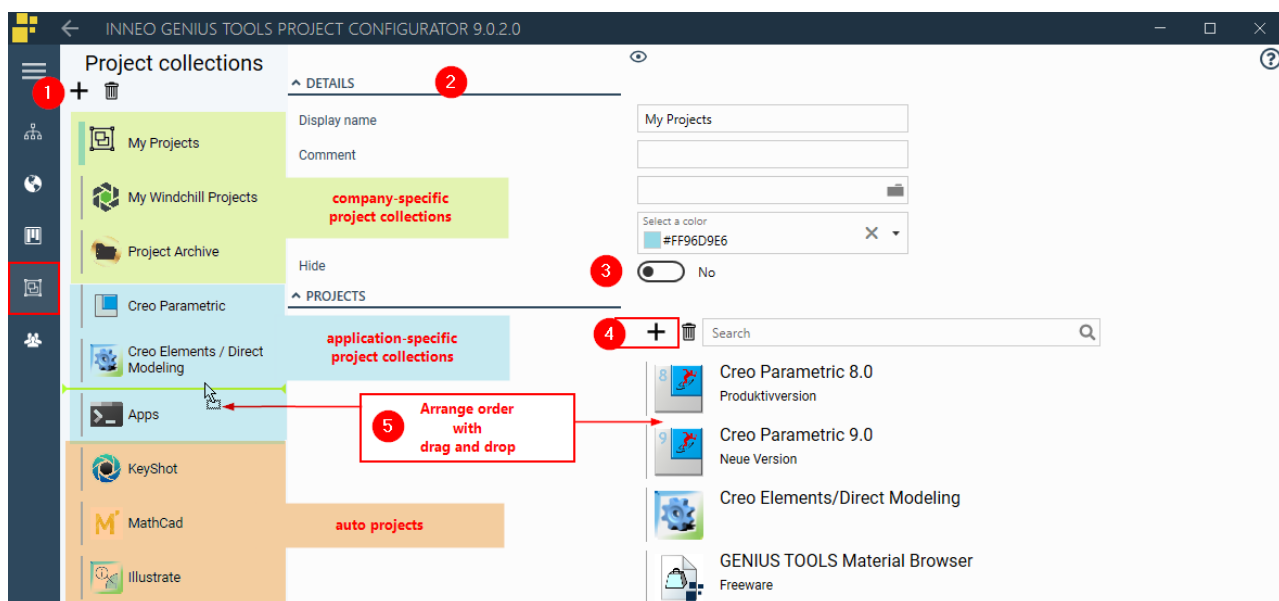 INNEO GENIUS TOOLS PROJECT CONFIGURATOR 9.0.2.0
Project collections
1
My Projects
My Windchill Projects
Project Archive
Creo Parametric
Creo Elements / Direct
Modeling
Apps
KeyShot
MathCad
Illustrate
DETAILS
2
Display name
My Projects
Comment
company-specific
project collections
Select a color
#FF96D9E6
Hide
3
No
PROJECTS
application-specific
project collections
4
Search
5
Arrange order
with
drag and drop
auto projects
8
Creo Parametric 8.0
Produktivversion
9
Creo Parametric 9.0
Neue Version
Creo Elements/Direct Modeling
GENIUS TOOLS Material Browser
Freeware